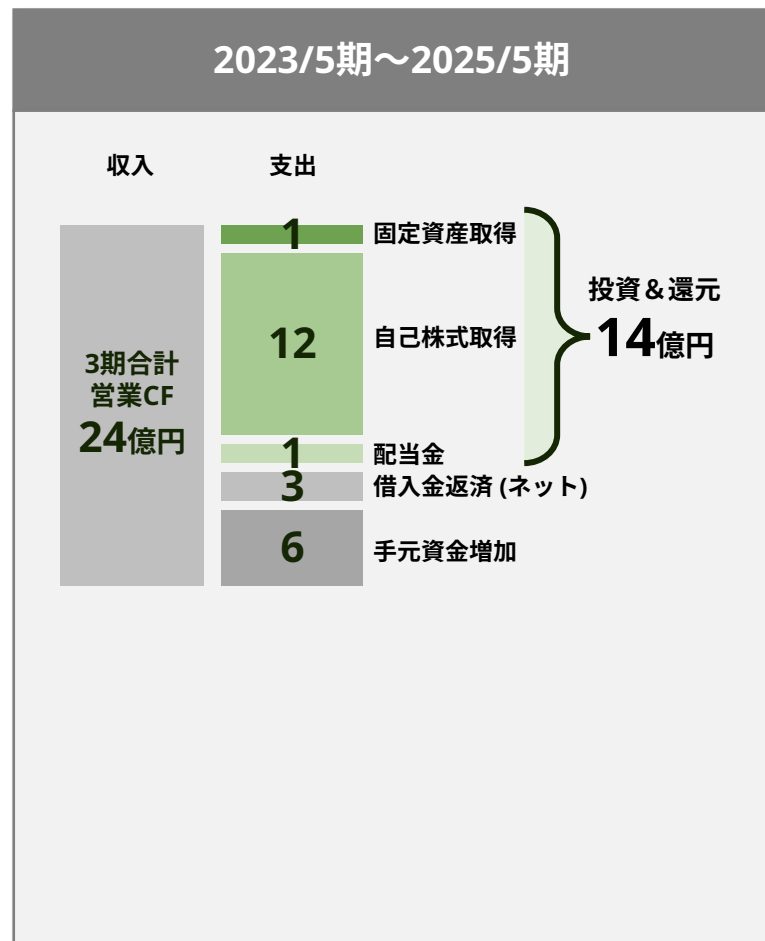 2023/5期～2025/5期
収入
支出
3期合計
営業CF
24億円
1
固定資産取得
12
自己株式取得
1
配当金
3
借入金返済 (ネット)
6
手元資金増加
投資＆還元
14億円